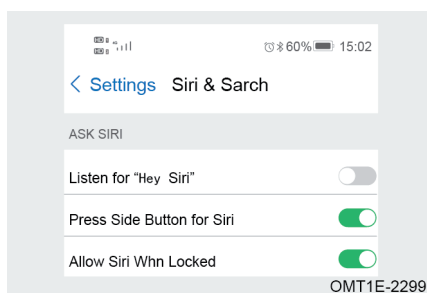 60% 15:02
Settings Siri & Sarch
ASK SIRI
Listen for “Hey Siri”
Press Side Button for Siri
Allow Siri Whn Locked
OMT1E-2299